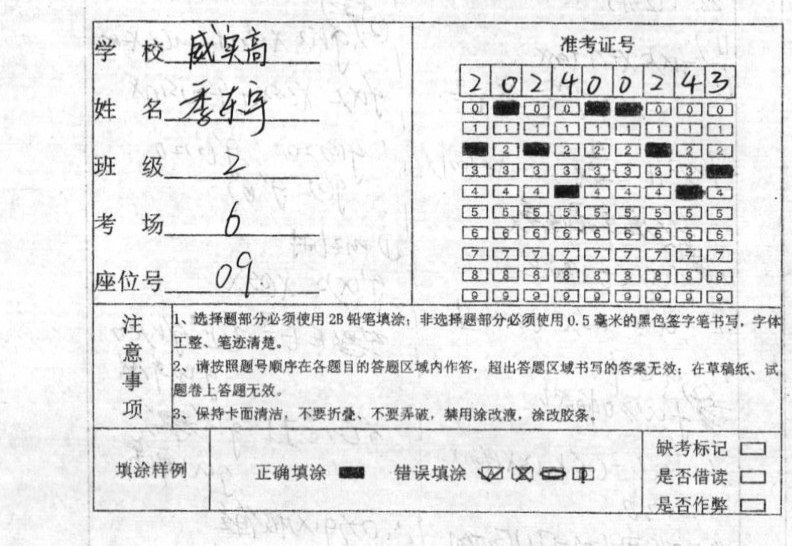 学 校 威实高
姓 名 季东宇
班 级 2
考 场 6
座位号 09
准考证号
2 0 2 4 0 0 2 4 3
0 0 0 0 0 0
1 1 1 1 1 1 1 1 1
2 2 2 2 2 2
3 3 3 3 3 3 3 3
4 4 4 4 4 4 4
5 5 5 5 5 5 5 5 5
6 6 6 6 6 6 6 6 6
7 7 7 7 7 7 7 7 7
8 8 8 8 8 8 8 8 8
9 9 9 9 9 9 9 9 9
注意事项
1、选择题部分必须使用 2B 铅笔填涂；非选择题部分必须使用 0.5 毫米的黑色签字笔书写，字体
工整、笔迹清楚。
2、请按照题号顺序在各题目的答题区域内作答，超出答题区域书写的答案无效；在草稿纸、试
题卷上答题无效。
3、保持卡面清洁，不要折叠、不要弄破，禁用涂改液，涂改胶条。
填涂样例 正确填涂 错误填涂
缺考标记
是否借读
是否作弊